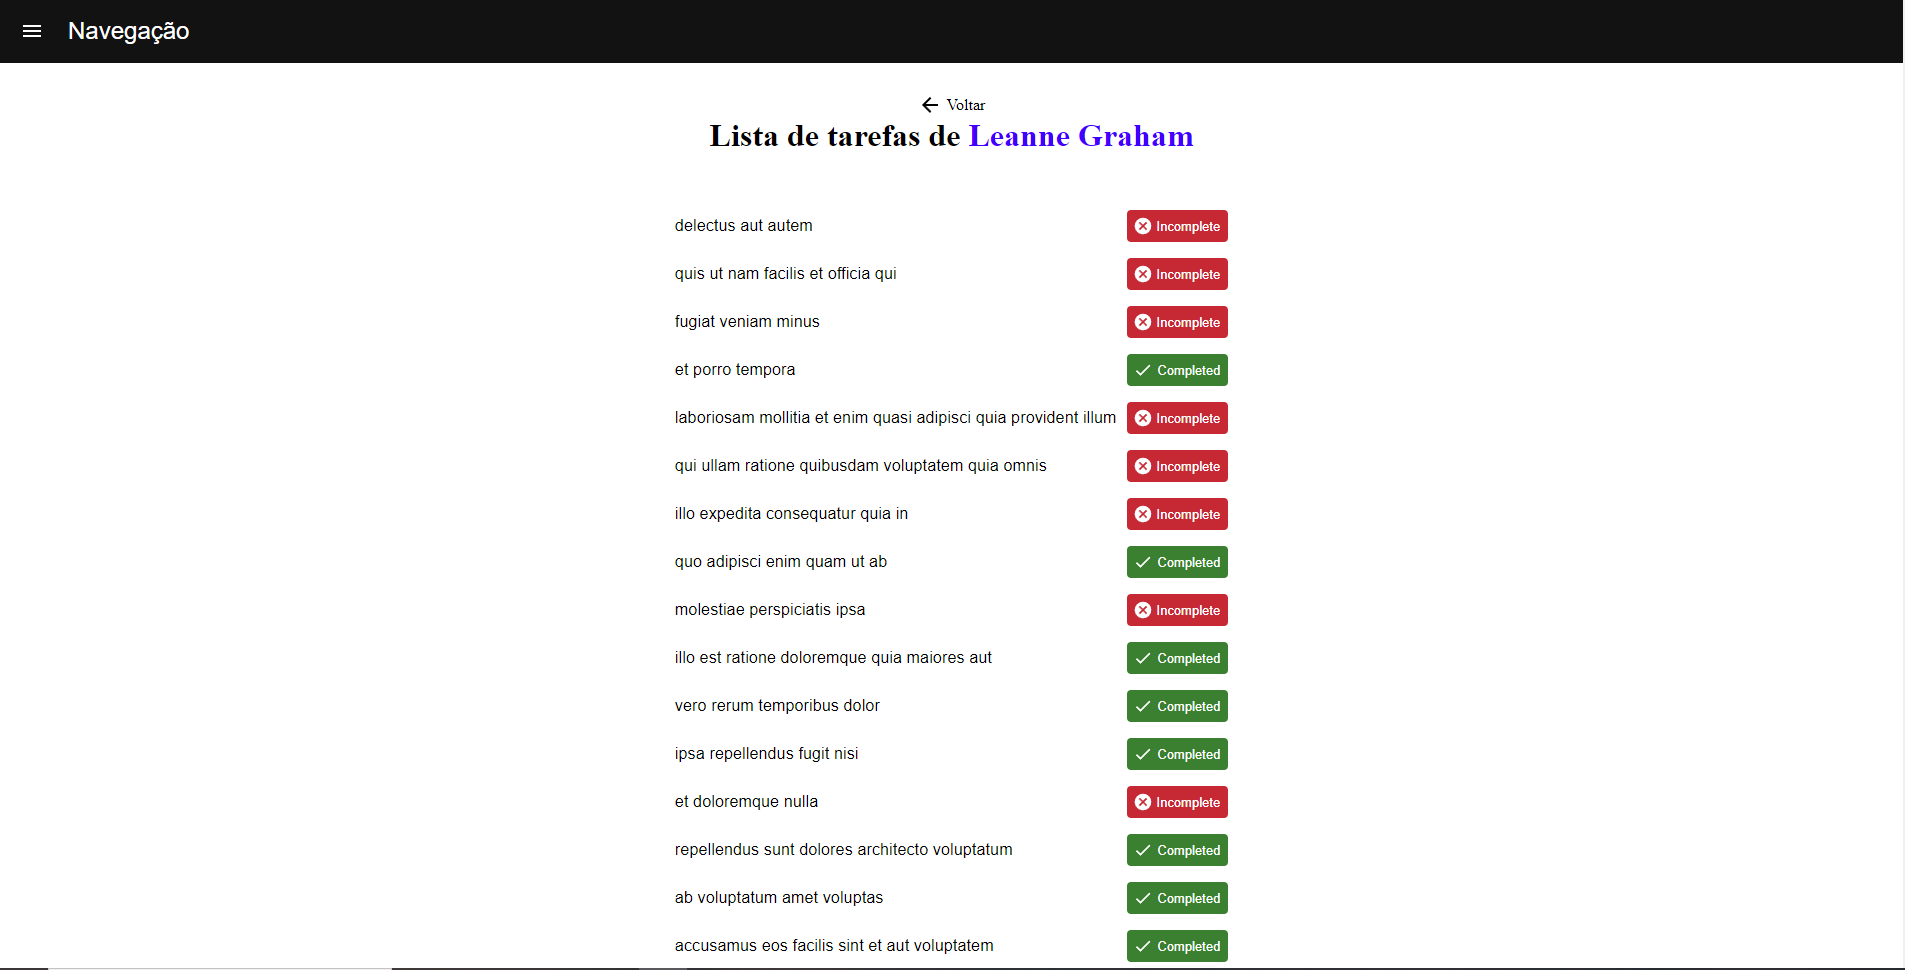 Navegação
Voltar
Lista de tarefas de Leanne Graham
delectus aut autem Incomplete
quis ut nam facilis et officia qui Incomplete
fugiat veniam minus Incomplete
et porro tempora Completed
laboriosam mollitia et enim quasi adipisci quia provident illum Incomplete
qui ullam ratione quibusdam voluptatem quia omnis Incomplete
illo expedita consequatur quia in Incomplete
quo adipisci enim quam ut ab Completed
molestiae perspiciatis ipsa Incomplete
illo est ratione doloremque quia maiores aut Completed
vero rerum temporibus dolor Completed
ipsa repellendus fugit nisi Completed
et doloremque nulla Incomplete
repellendus sunt dolores architecto voluptatum Completed
ab voluptatum amet voluptas Completed
accusamus eos facilis sint et aut voluptatem Completed